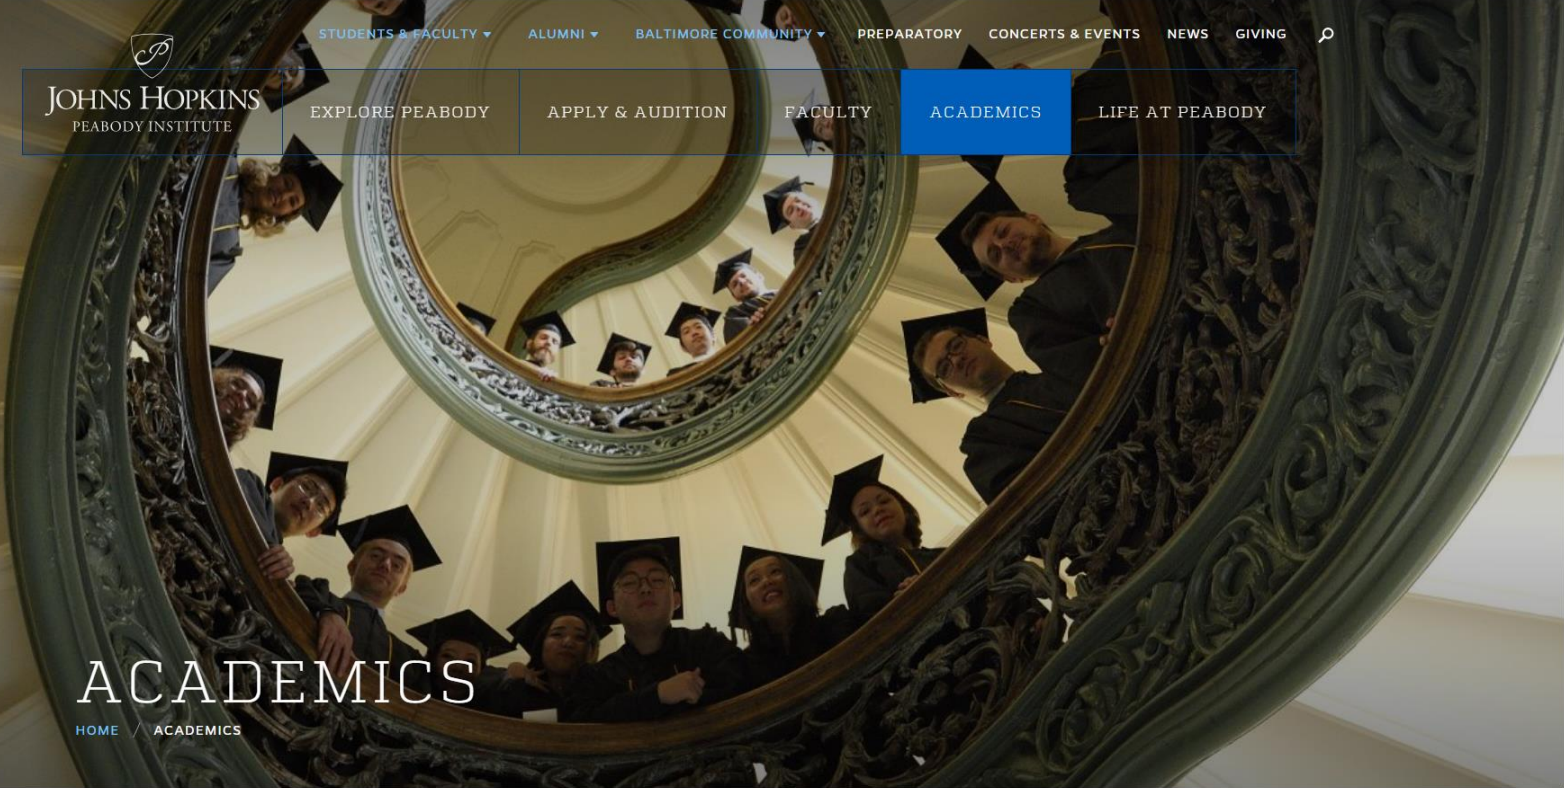 STUDENTS & FACULTY ALUMNI BALTIMORE COMMUNITY PREPARATORY CONCERTS & EVENTS NEWS GIVING
P
JOHNS HOPKINS
PEABODY INSTITUTE
EXPLORE PEABODY APPLY & AUDITION FACULTY ACADEMICS LIFE AT PEABODY
ACADEMICS
HOME / ACADEMICS